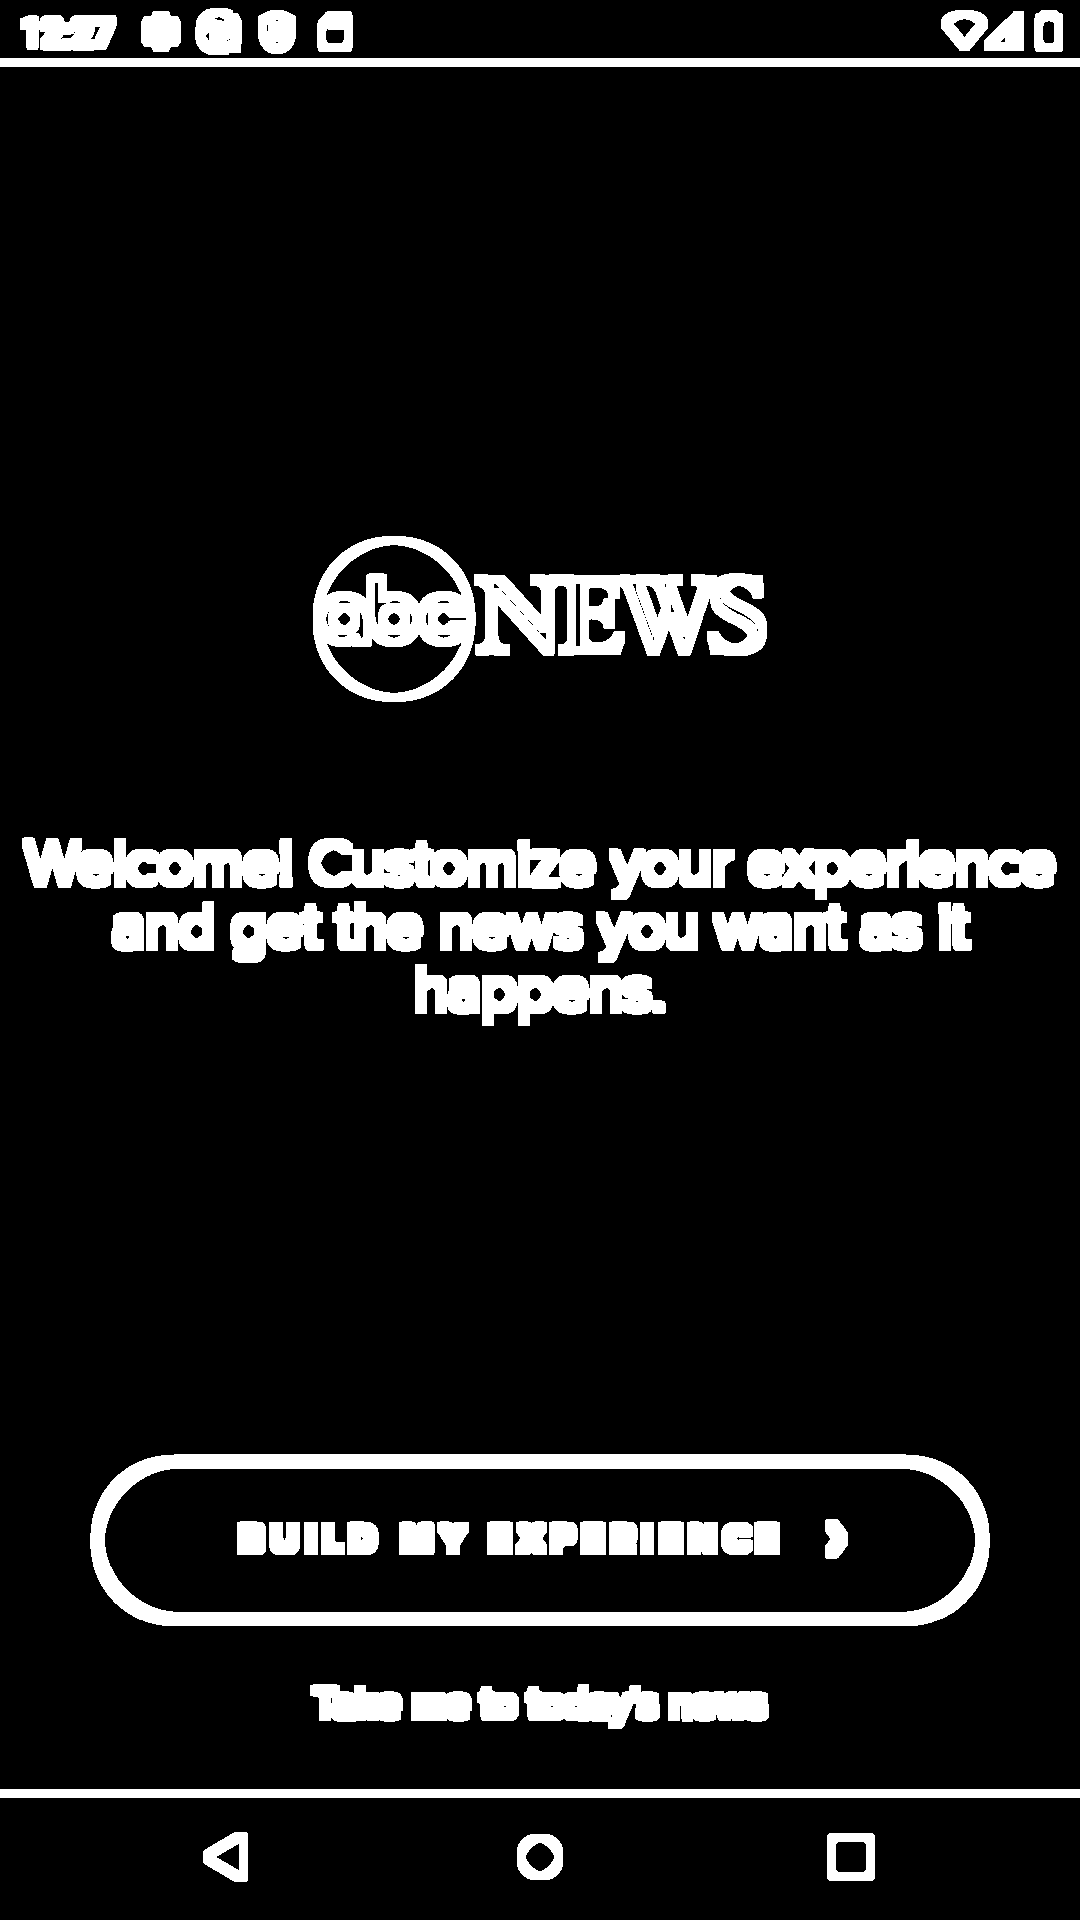 12:27
abc NEWS
Welcome! Customize your experience
and get the news you want as it
happens.
BUILD MY EXPERIENCE
Take me to today's news